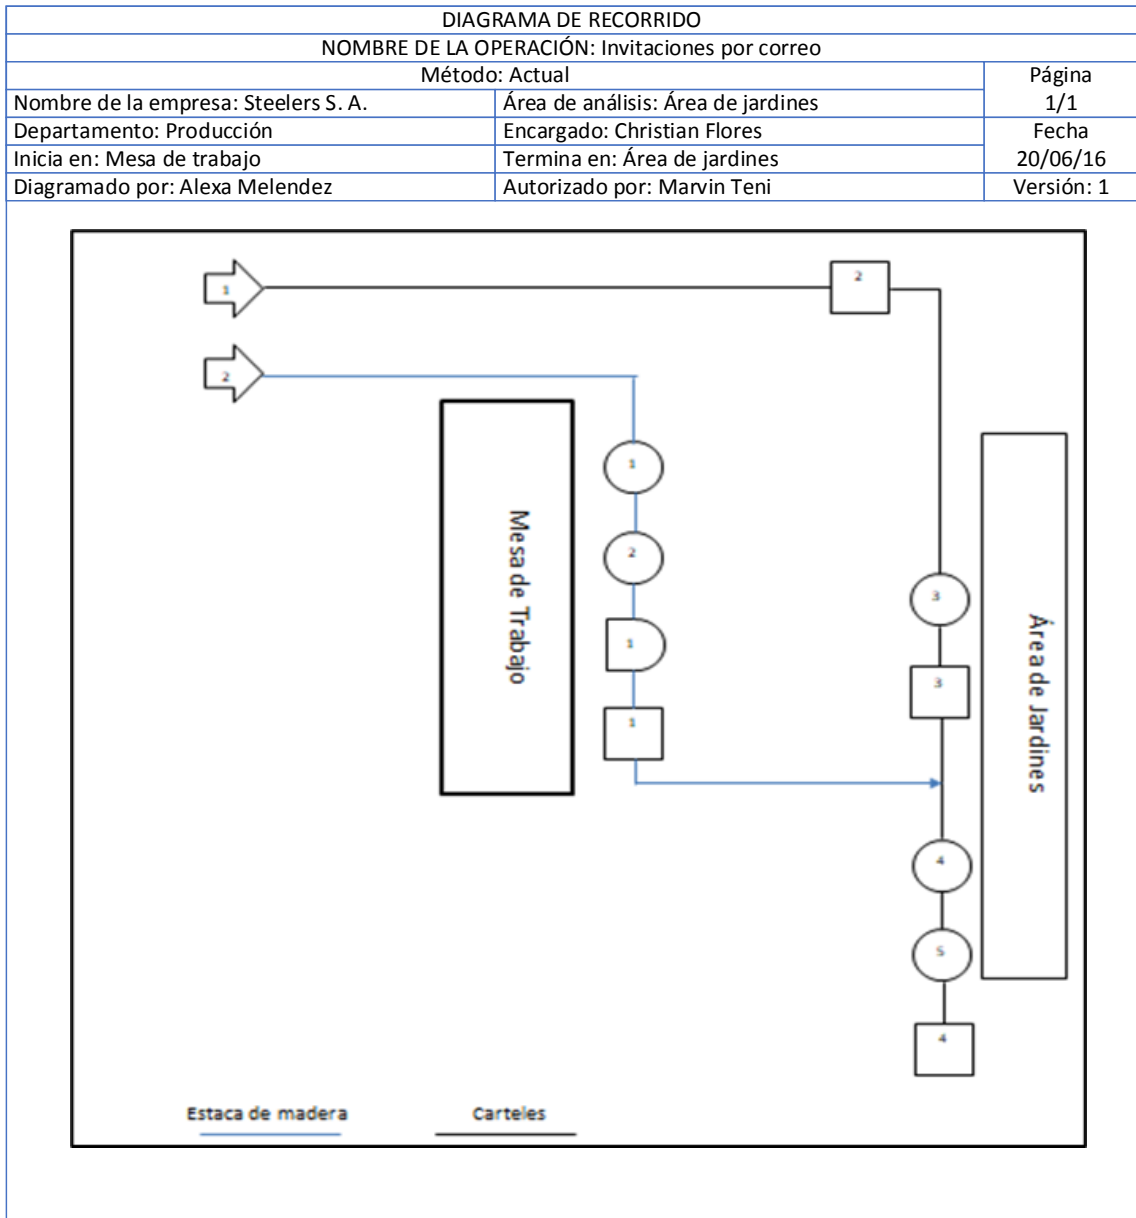 DIAGRAMA DE RECORRIDO
NOMBRE DE LA OPERACIÓN: Invitaciones por correo
Método: Actual
Página
Nombre de la empresa: Steelers S. A.
Área de análisis: Área de jardines
1/1
Departamento: Producción
Encargado: Christian Flores
Fecha
Inicia en: Mesa de trabajo
Termina en: Área de jardines
20/06/16
Diagramado por: Alexa Melendez
Autorizado por: Marvin Teni
Versión: 1
1
2
2
1
2
1
1
Mesa de Trabajo
3
3
4
5
4
Área de Jardines
Estaca de madera
Carteles